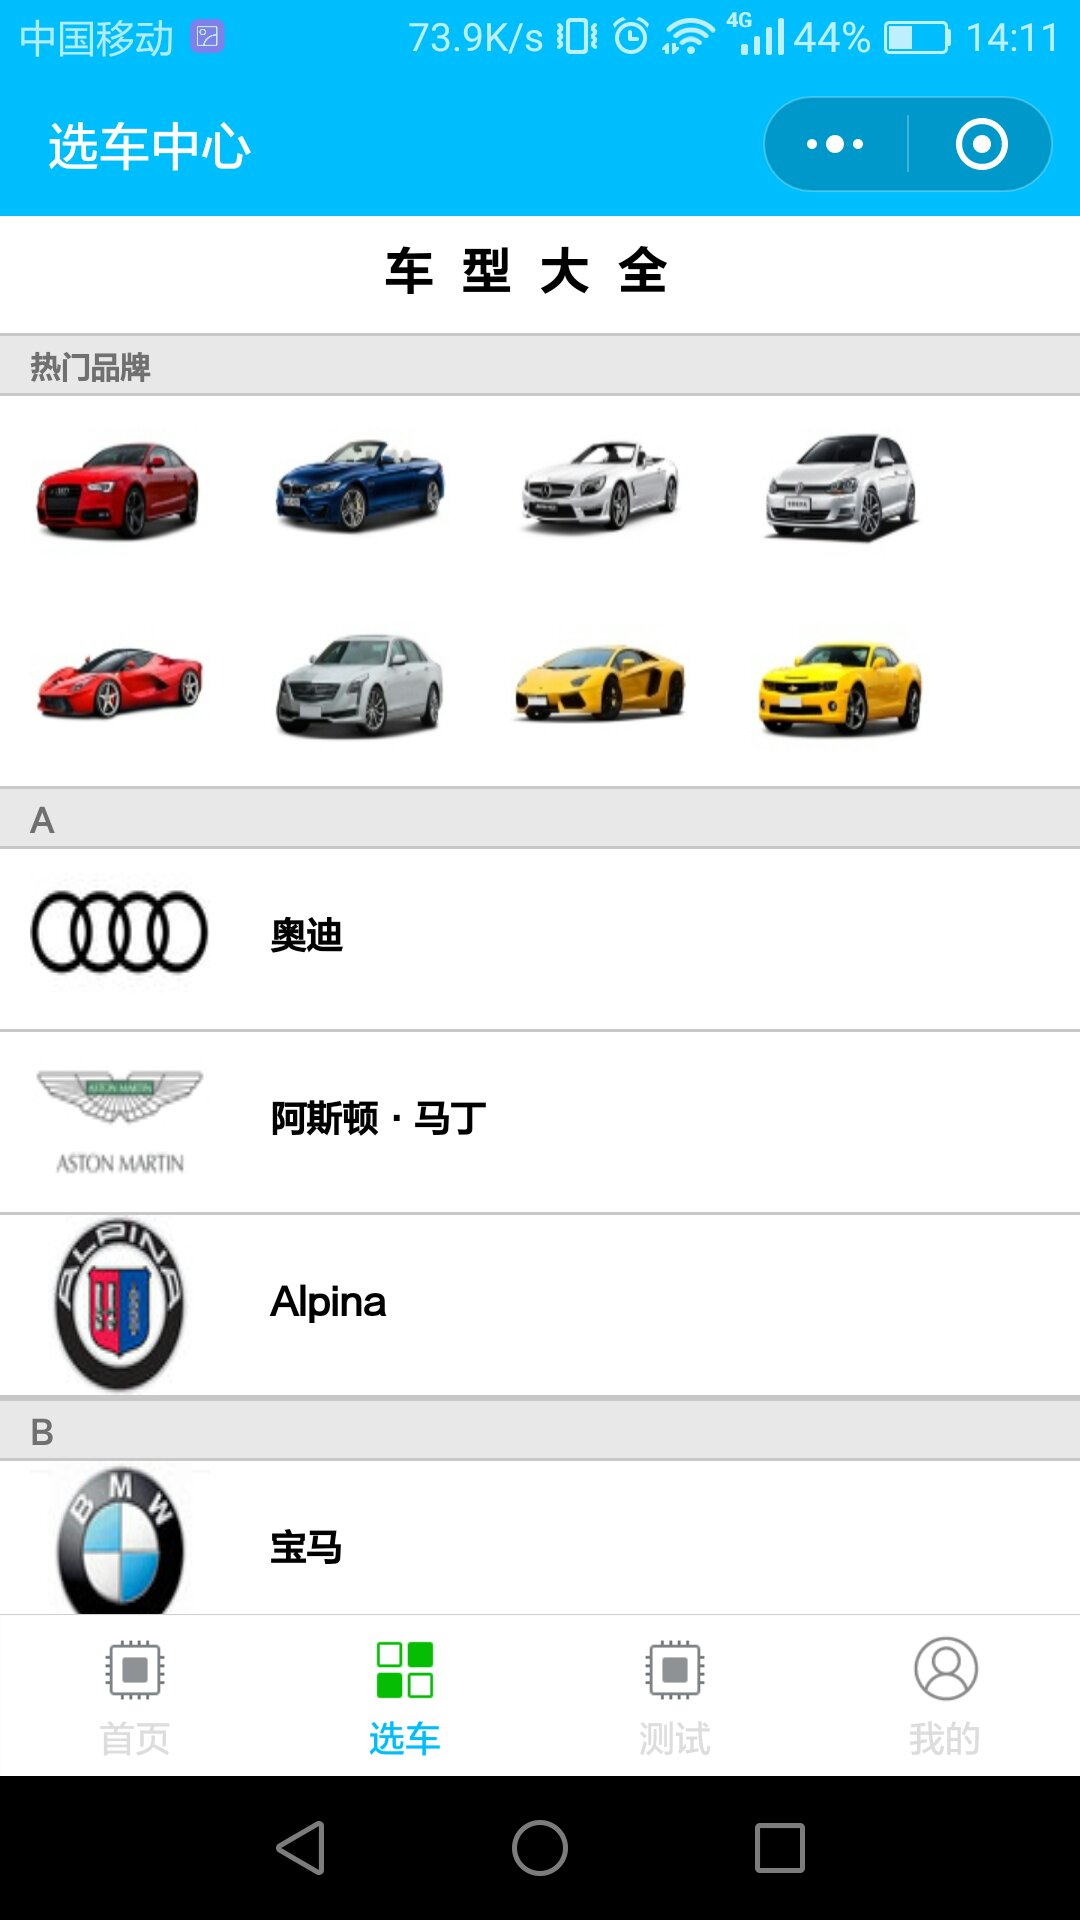 中国移动 73.9K/s 4G 44% 14:11
选车中心
车 型 大 全
热门品牌
A
奥迪
ASTON MARTIN
阿斯顿·马丁
ASTON MARTIN
ALPINA
Alpina
B
BMW
宝马
首页 选车 测试 我的